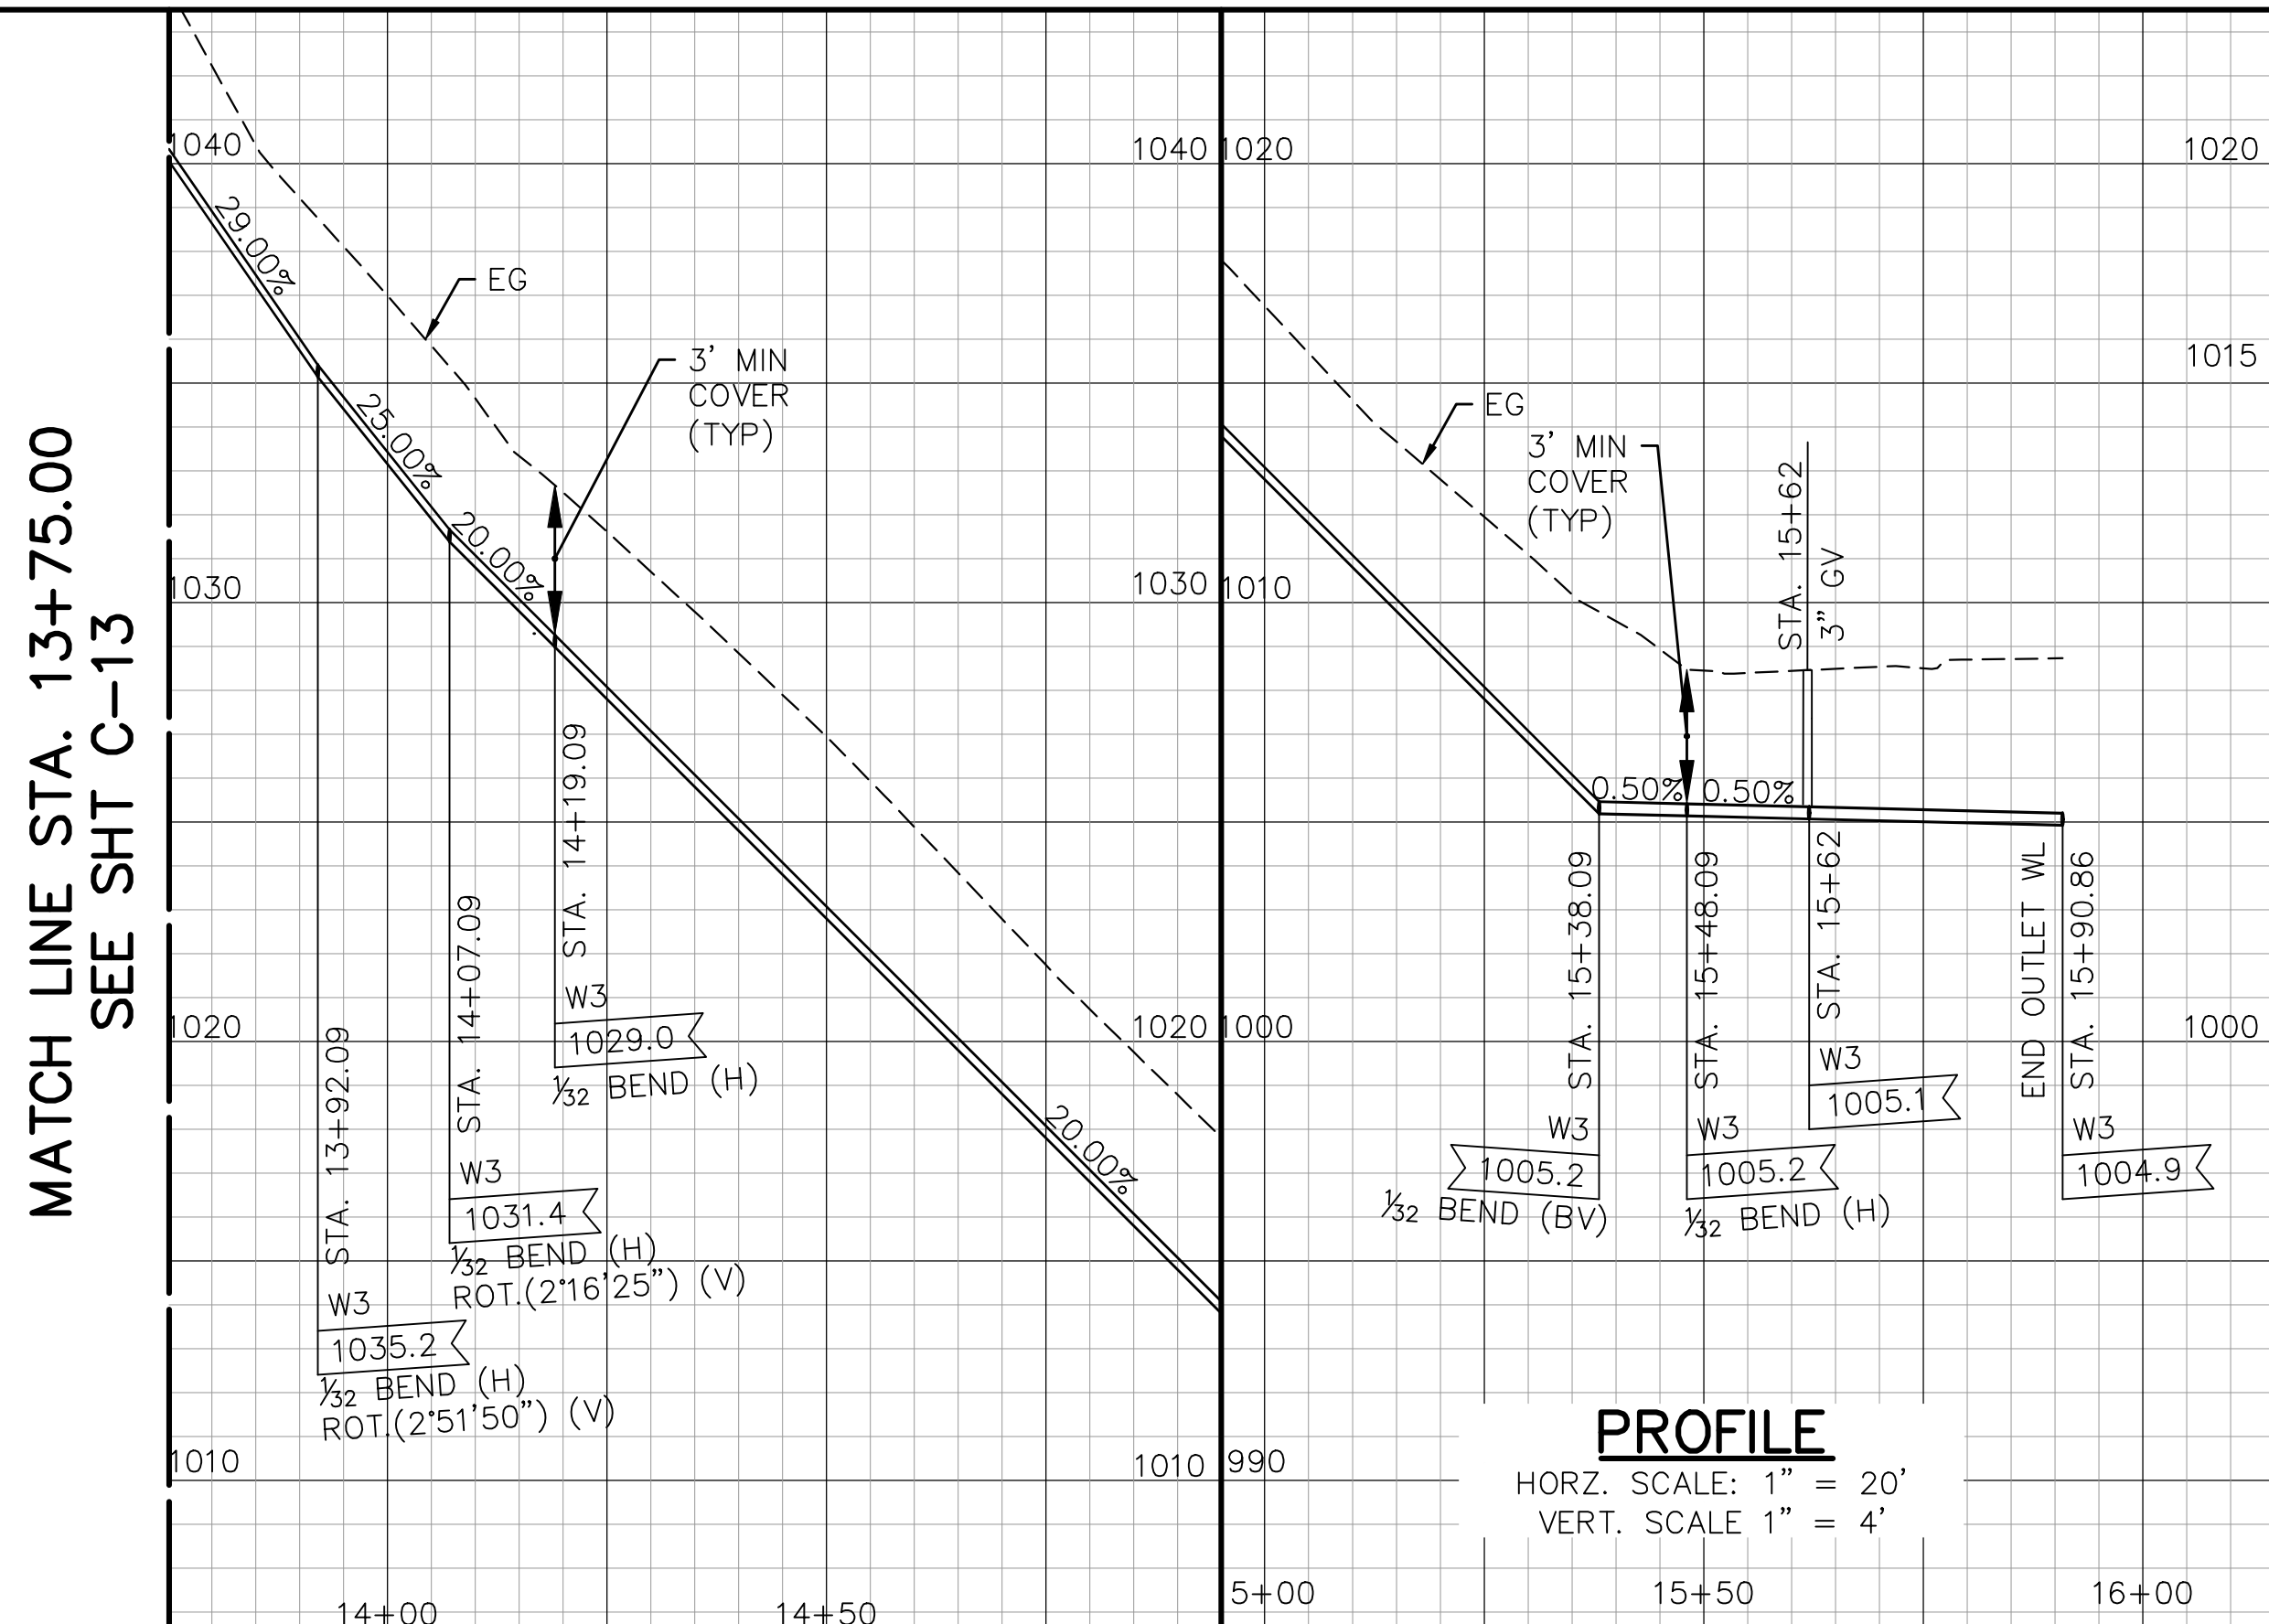 MATCH LINE STA. 13+75.00
SEE SHT C-13
1040
1040
1020
1020
29.00%
EG
3' MIN
COVER
(TYP)
1015
25.00%
EG
3' MIN
COVER
(TYP)
STA. 15+62
3" GV
20.00%
1030
1030
1010
0.50%
0.50%
STA. 14+19.09
W3
1029.0
1/32 BEND (H)
STA. 14+07.09
W3
1031.4
1/32 BEND (H)
ROT.(2°16'25") (V)
STA. 13+92.09
W3
1035.2
1/32 BEND (H)
ROT.(2°51'50") (V)
1020
1020
1000
1000
20.00%
STA. 15+38.09
W3
1005.2
1/32 BEND (BV)
STA. 15+48.09
W3
1005.2
1/32 BEND (H)
STA. 15+62
W3
1005.1
END OUTLET WL
STA. 15+90.86
W3
1004.9
1010
1010
990
PROFILE
HORZ. SCALE: 1" = 20'
VERT. SCALE 1" = 4'
14+00
14+50
5+00
15+50
16+00